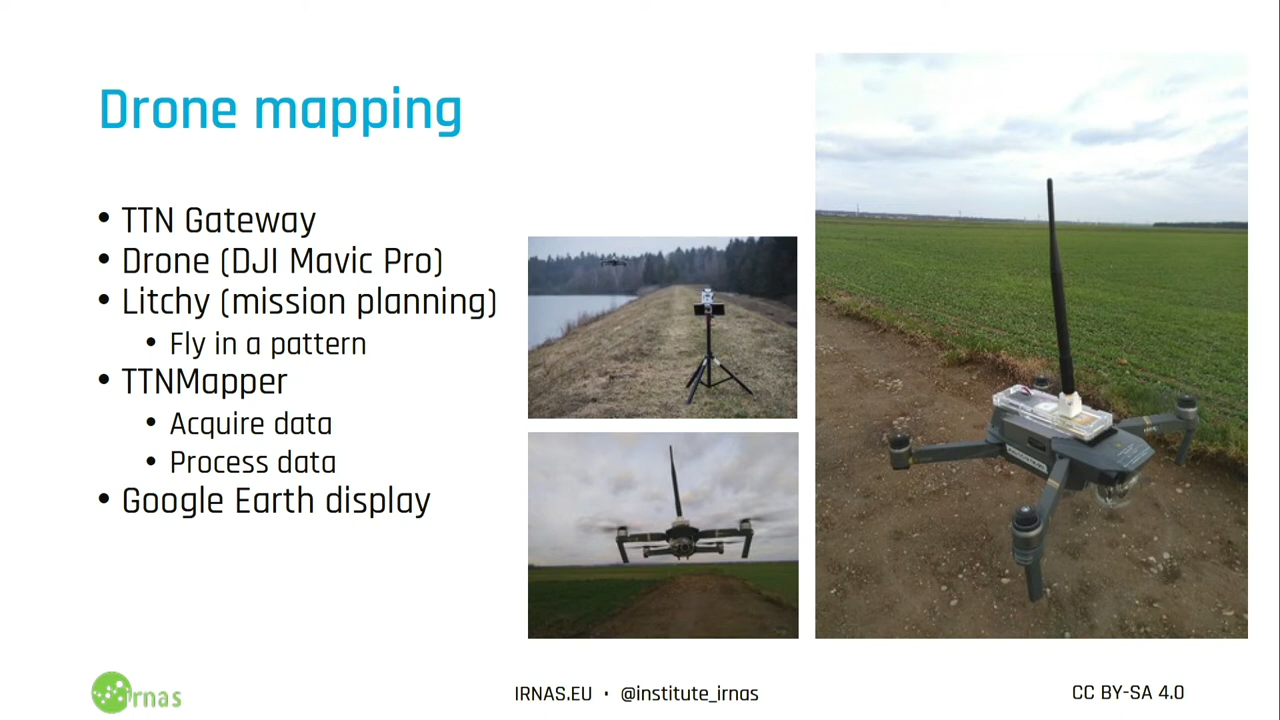 Drone mapping
• TTN Gateway
• Drone (DJI Mavic Pro)
• Litchy (mission planning)
• Fly in a pattern
• TTNMapper
• Acquire data
• Process data
• Google Earth display
irnas
IRNAS.EU • @institute_irnas
CC BY-SA 4.0